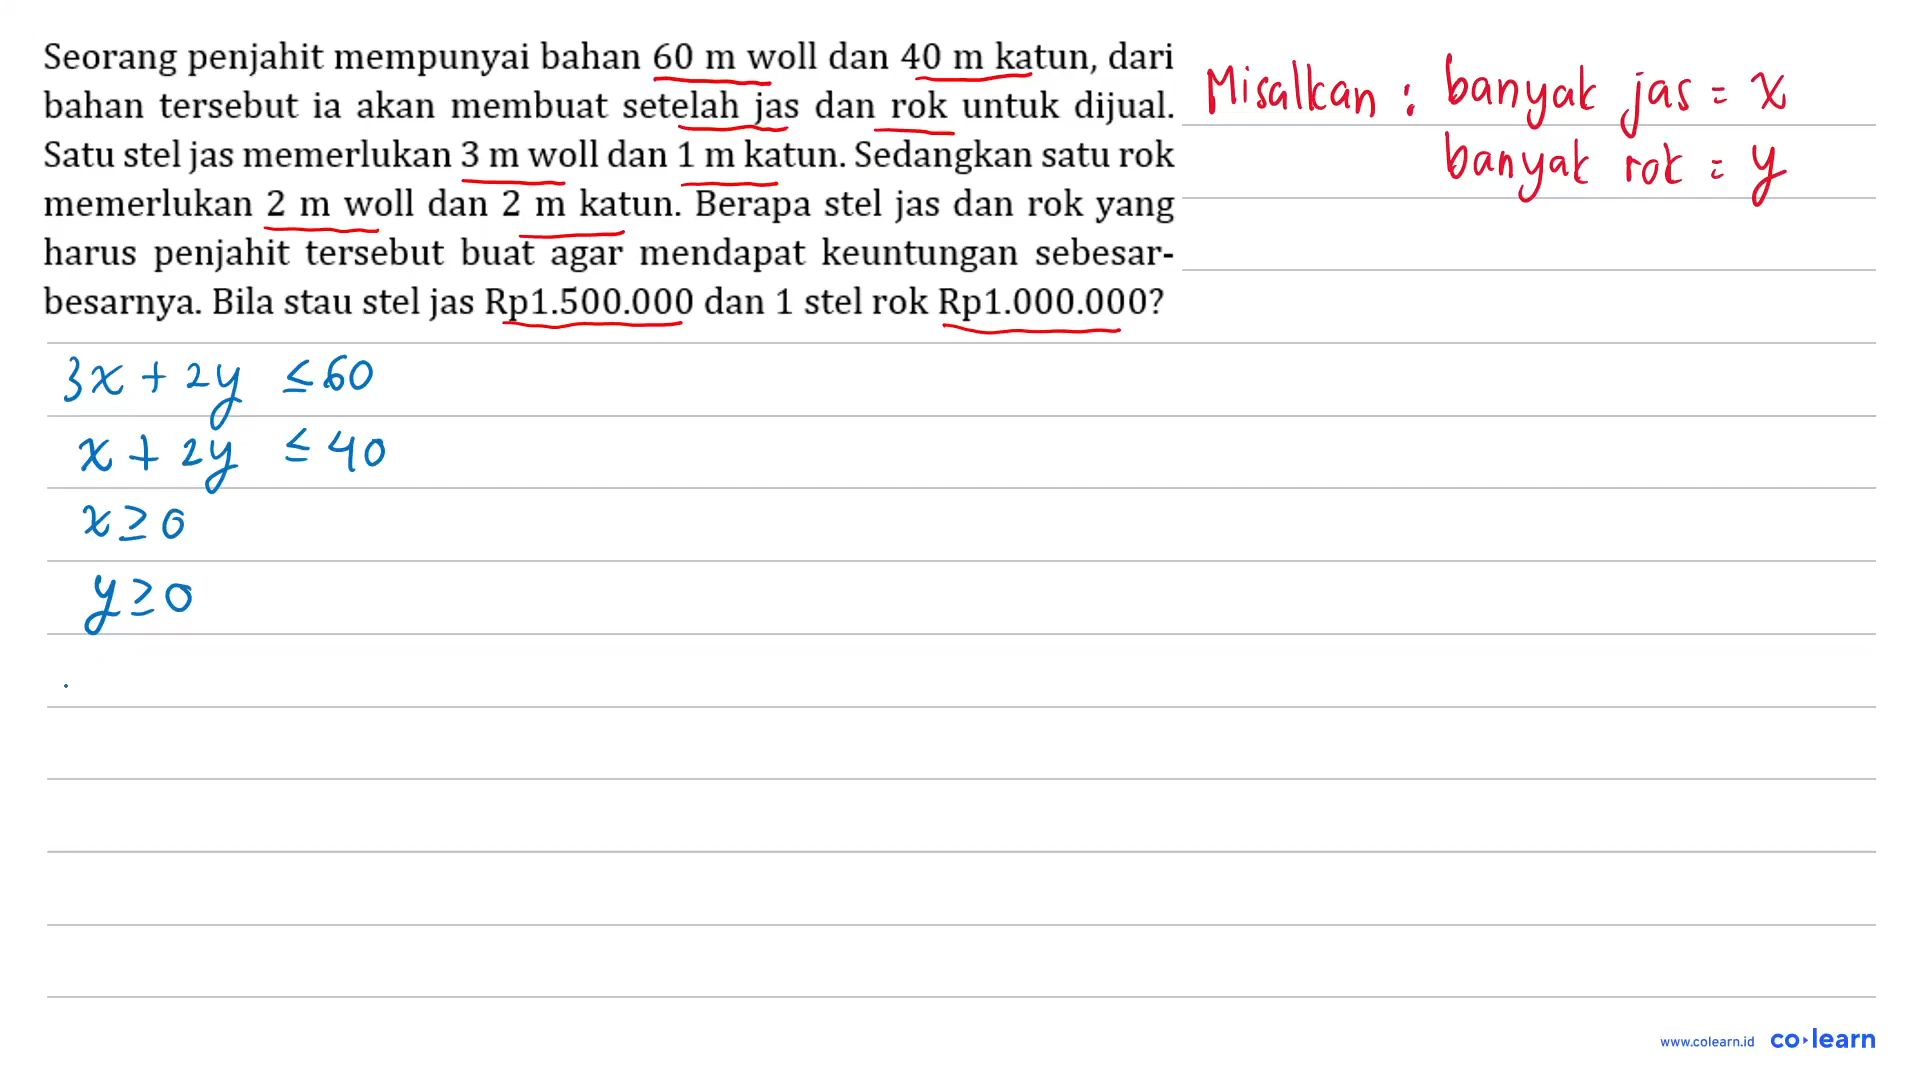 Seorang penjahit mempunyai bahan 60 m woll dan 40 m katun, dari
bahan tersebut ia akan membuat setelah jas dan rok untuk dijual.
Satu stel jas memerlukan 3 m woll dan 1 m katun. Sedangkan satu rok
memerlukan 2 m woll dan 2 m katun. Berapa stel jas dan rok yang
harus penjahit tersebut buat agar mendapat keuntungan sebesar-
besarnya. Bila stau stel jas Rp1.500.000 dan 1 stel rok Rp1.000.000?
Misalkan : banyak jas = x
banyak rok = y
3x + 2y ≤ 60
x + 2y ≤ 40
x ≥ 0
y ≥ 0
www.colearn.id co▸learn